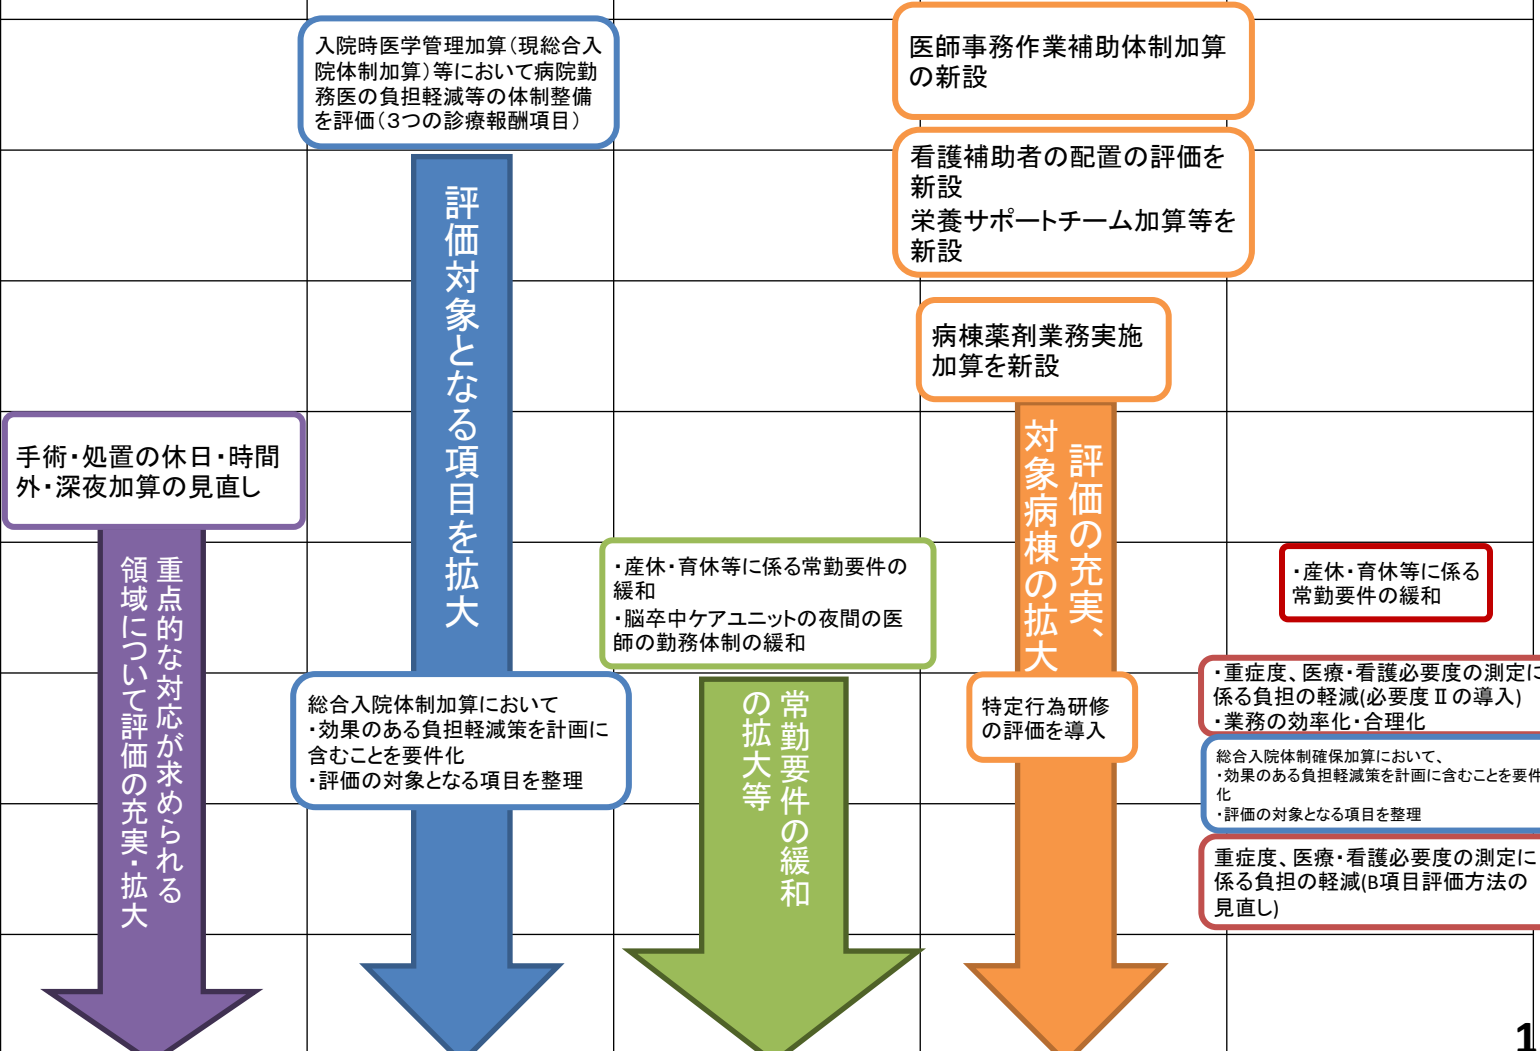 入院時医学管理加算（現総合入
院体制加算）等において病院勤
務医の負担軽減等の体制整備
を評価（３つの診療報酬項目）
医師事務作業補助体制加算
の新設
看護補助者の配置の評価を
新設
栄養サポートチーム加算等を
新設
病棟薬剤業務実施
加算を新設
評価対象となる項目を拡大
評価の充実、
対象病棟の拡大
手術・処置の休日・時間
外・深夜加算の見直し
重点的な対応が求められる
領域について評価の充実・拡大
・産休・育休等に係る常勤要件の
緩和
・脳卒中ケアユニットの夜間の医
師の勤務体制の緩和
・産休・育休等に係る
常勤要件の緩和
総合入院体制加算において
・効果のある負担軽減策を計画に
含むことを要件化
・評価の対象となる項目を整理
常勤要件の緩和
の拡大等
特定行為研修
の評価を導入
・重症度、医療・看護必要度の測定に
係る負担の軽減(必要度Ⅱの導入)
・業務の効率化・合理化
総合入院体制確保加算において、
・効果のある負担軽減策を計画に含むことを要件
化
・評価の対象となる項目を整理
重症度、医療・看護必要度の測定に
係る負担の軽減(B項目評価方法の
見直し)
1